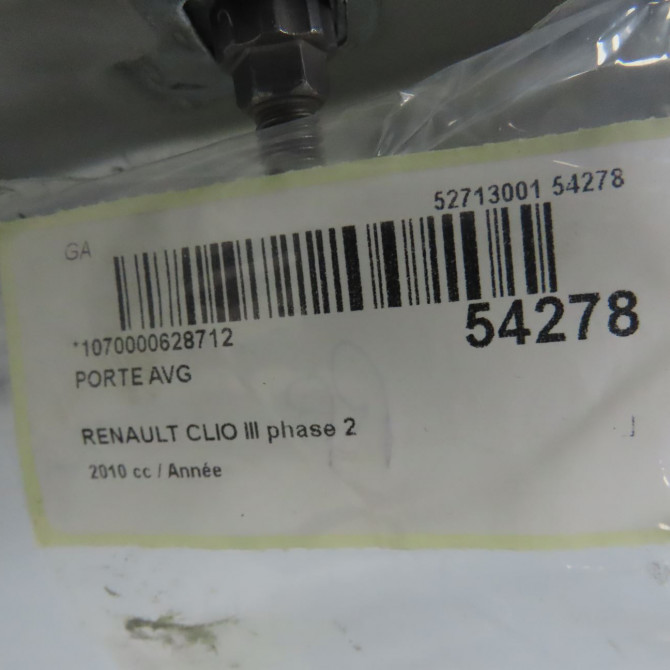 52713001 54278
GA
54278
*1070000628712
PORTE AVG
RENAULT CLIO III phase 2
2010 cc / Année